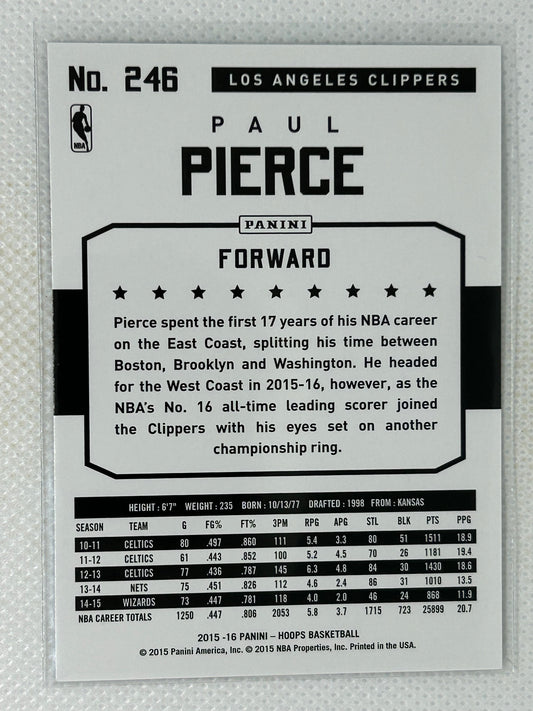 No. 246 LOS ANGELES CLIPPERS
NBA
PAUL
PIERCE
PANINI
FORWARD
Pierce spent the first 17 years of his NBA career
on the East Coast, splitting his time between
Boston, Brooklyn and Washington. He headed
for the West Coast in 2015-16, however, as the
NBA's No. 16 all-time leading scorer joined
the Clippers with his eyes set on another
championship ring.
HEIGHT: 6'7" WEIGHT: 235 BORN: 10/13/77 DRAFTED: 1998 FROM: KANSAS
SEASON TEAM G FG% FT% 3PM RPG APG STL BLK PTS PPG
10-11 CELTICS 80 .497 .860 111 5.4 3.3 80 51 1511 18.9
11-12 CELTICS 61 .443 .852 100 5.2 4.5 70 26 1181 19.4
12-13 CELTICS 77 .436 .787 145 6.3 4.8 84 30 1430 18.6
13-14 NETS 75 .451 .826 112 4.6 2.4 86 31 1010 13.5
14-15 WIZARDS 73 .447 .781 118 4.0 2.0 46 24 868 11.9
NBA CAREER TOTALS 1250 .447 .806 2053 5.8 3.7 1715 723 25899 20.7
2015 -16 PANINI – HOOPS BASKETBALL
© 2015 Panini America, Inc. © 2015 NBA Properties, Inc. Printed in the USA.